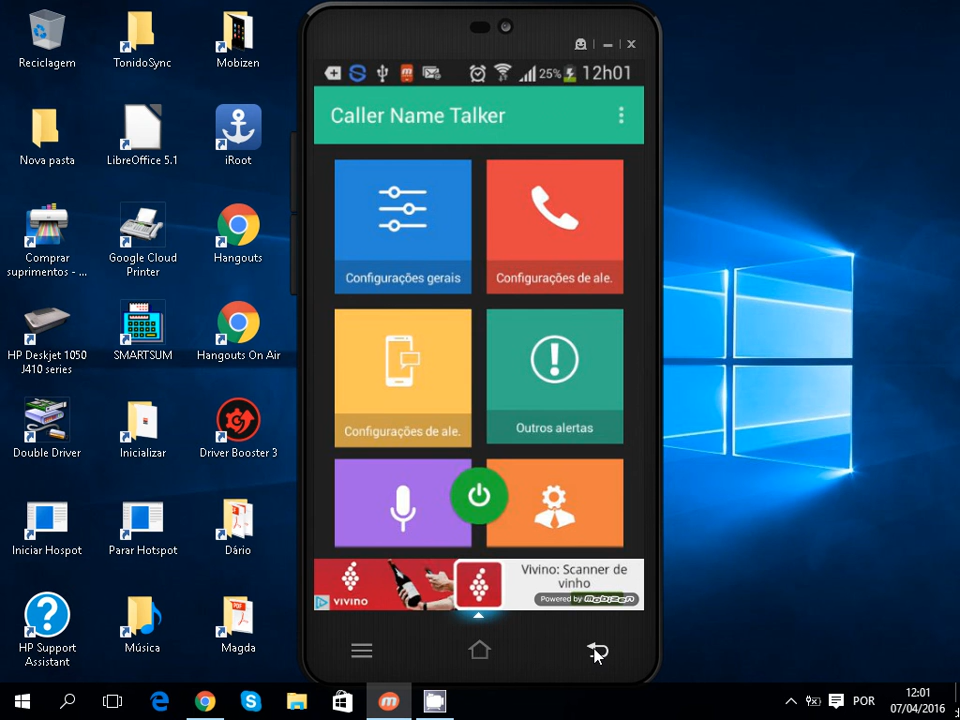 Reciclagem
TonidoSync
Mobizen
Nova pasta
LibreOffice 5.1
iRoot
Comprar
suprimentos - ...
Google Cloud
Printer
Hangouts
HP Deskjet 1050
J410 series
SMARTSUM
Hangouts On Air
Double Driver
Inicializar
Driver Booster 3
Iniciar Hospot
Parar Hotspot
Dário
HP Support
Assistant
Música
Magda
25%
12h01
Caller Name Talker
Configurações gerais
Configurações de ale.
Configurações de ale.
Outros alertas
VIVINO
Vivino: Scanner de
vinho
Powered by mobizen
POR
12:01
07/04/2016